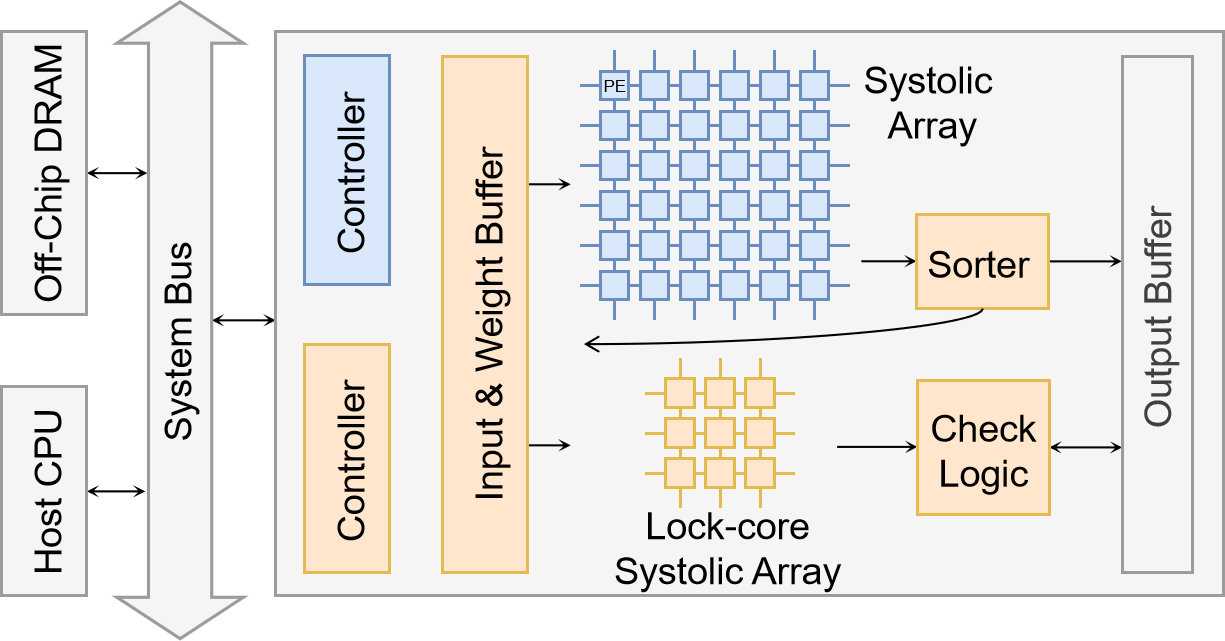 Off-Chip DRAM
Host CPU
System Bus
Controller
Controller
Input & Weight Buffer
PE
Systolic
Array
Sorter
Lock-core
Systolic Array
Check
Logic
Output Buffer